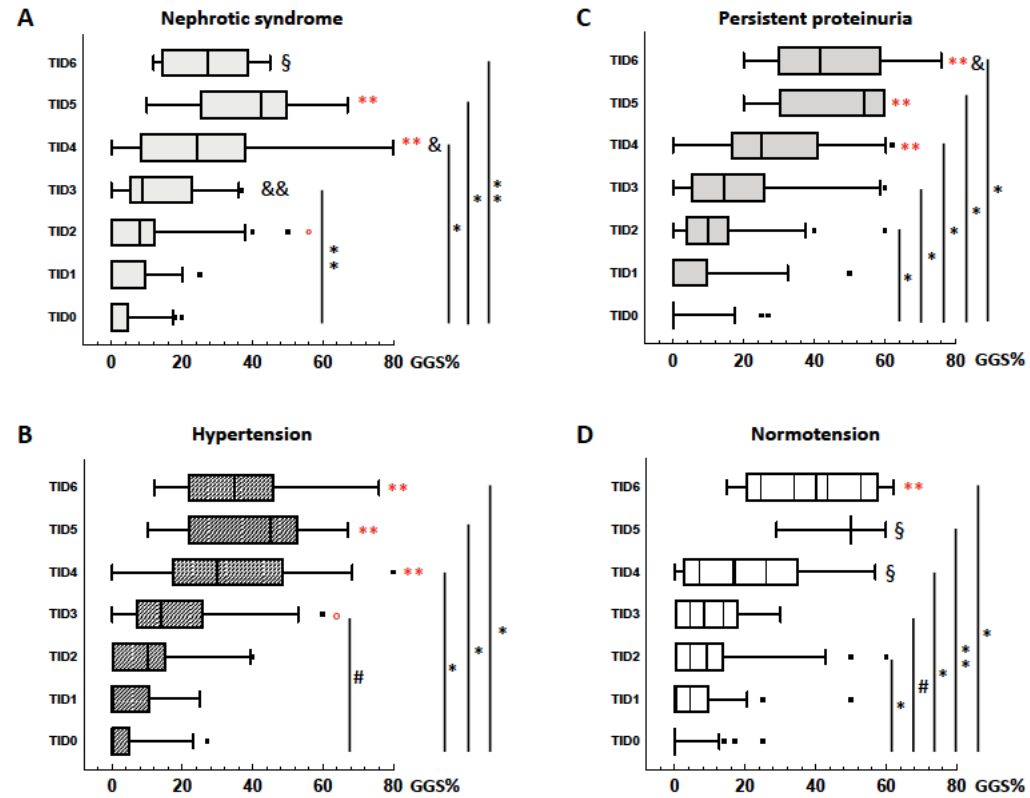 A Nephrotic syndrome
TID6 §
TID5 **
TID4 ** &
TID3 &&
TID2 °
TID1
TID0
* * * * * *
0 20 40 60 80 GGS%
C Persistent proteinuria
TID6 ** &
TID5 **
TID4 **
TID3
TID2
TID1
TID0
* * * * *
0 20 40 60 80 GGS%
B Hypertension
TID6 **
TID5 **
TID4 **
TID3 °
TID2
TID1
TID0
# * * *
0 20 40 60 80 GGS%
D Normotension
TID6 **
TID5 §
TID4 §
TID3
TID2
TID1
TID0
* # * * * *
0 20 40 60 80 GGS%